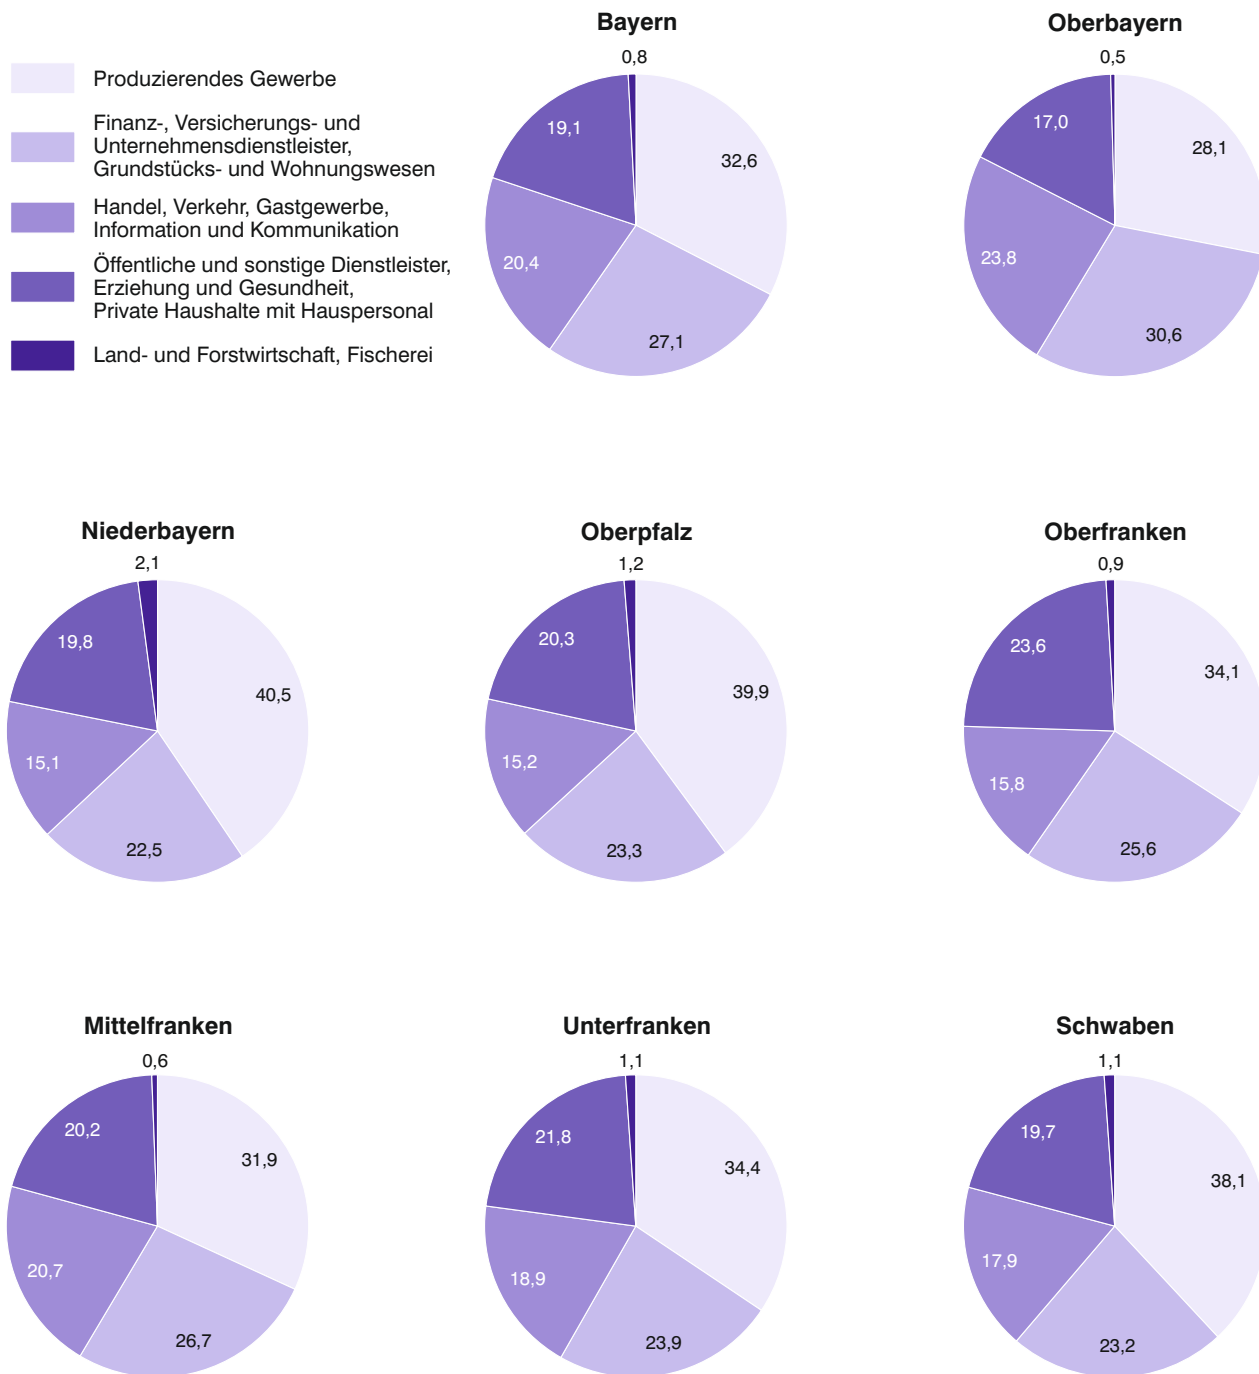 Bayern
0,8
32,6
27,1
20,4
19,1
Oberbayern
0,5
28,1
30,6
23,8
17,0
Produzierendes Gewerbe
Finanz-, Versicherungs- und
Unternehmensdienstleister,
Grundstücks- und Wohnungswesen
Handel, Verkehr, Gastgewerbe,
Information und Kommunikation
Öffentliche und sonstige Dienstleister,
Erziehung und Gesundheit,
Private Haushalte mit Hauspersonal
Land- und Forstwirtschaft, Fischerei
Niederbayern
2,1
40,5
22,5
15,1
19,8
Oberpfalz
1,2
39,9
23,3
15,2
20,3
Oberfranken
0,9
34,1
25,6
15,8
23,6
Mittelfranken
0,6
31,9
26,7
20,7
20,2
Unterfranken
1,1
34,4
23,9
18,9
21,8
Schwaben
1,1
38,1
23,2
17,9
19,7